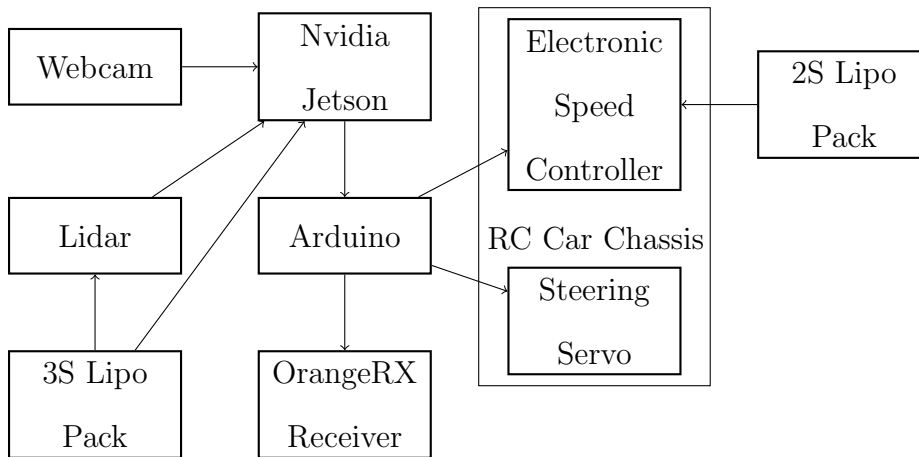 Webcam
Nvidia
Jetson
Electronic
Speed
Controller
2S Lipo
Pack
Lidar
Arduino
RC Car Chassis
Steering
Servo
3S Lipo
Pack
OrangeRX
Receiver